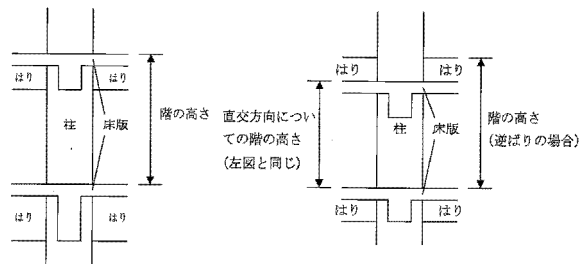 はり
はり
階の高さ
柱
床版
はり
はり
はり
はり
直交方向につい
ての階の高さ
(左図と同じ)
柱
床版
階の高さ
(逆ばりの場合)
はり
はり